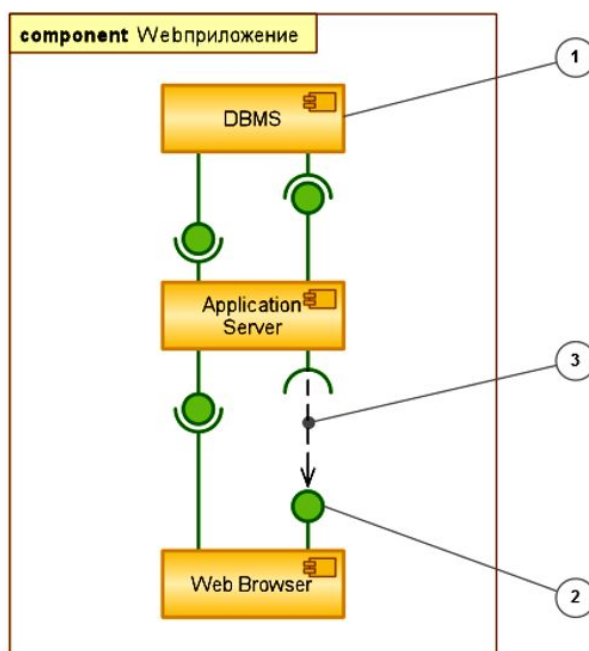 component Webприложение
1
DBMS
Application
Server
3
Web Browser
2